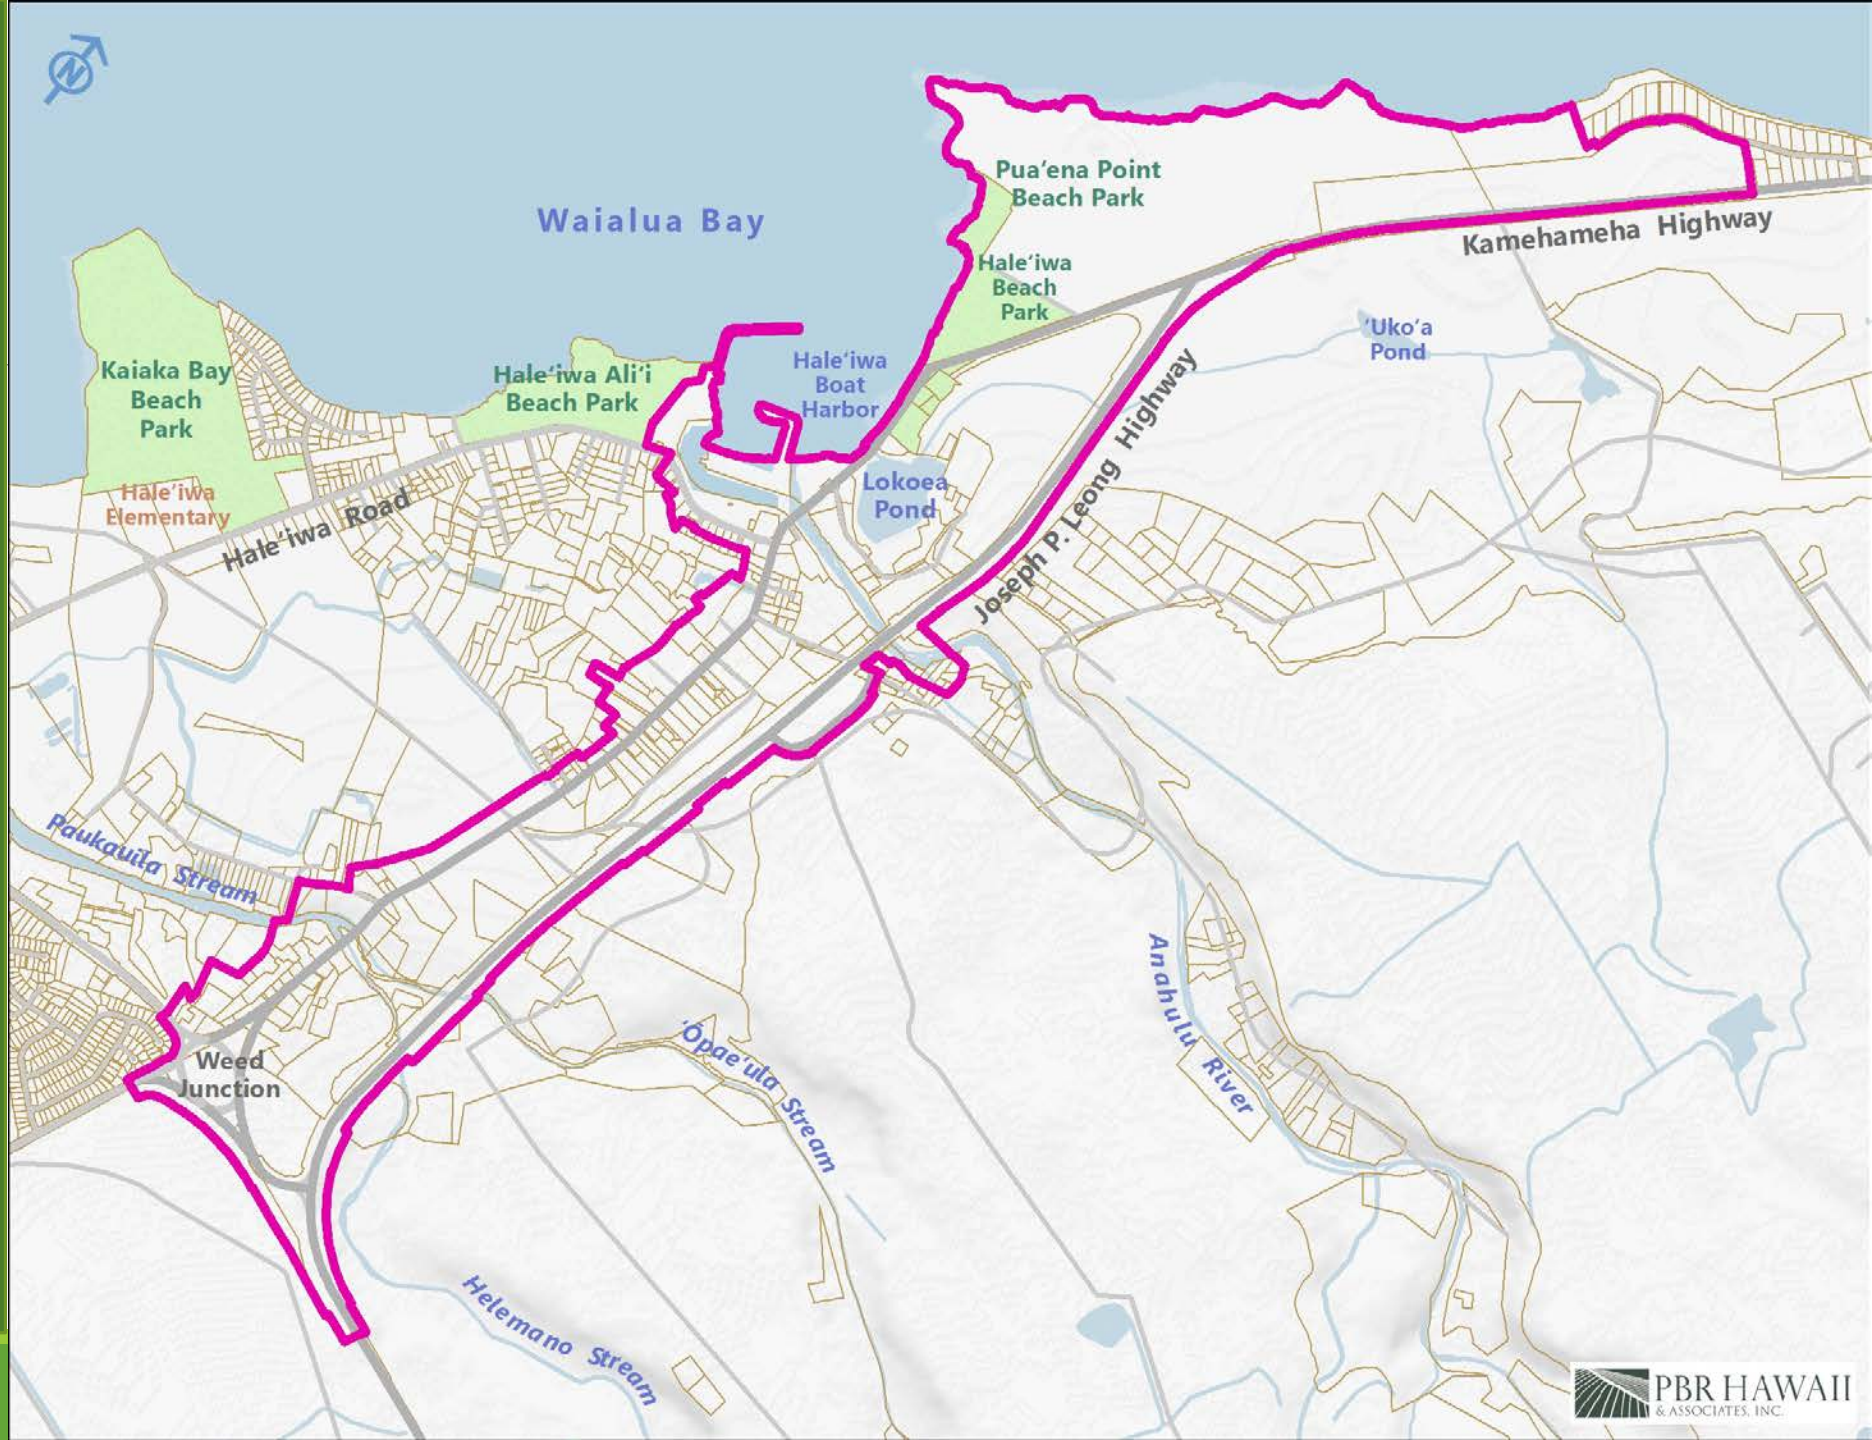 N
Waialua Bay
Pua‘ena Point
Beach Park
Kamehameha Highway
Hale‘iwa
Beach
Park
‘Uko‘a
Pond
Kaiaka Bay
Beach
Park
Hale‘iwa Ali‘i
Beach Park
Hale‘iwa
Boat
Harbor
Hale‘iwa
Elementary
Hale‘iwa Road
Lokoea
Pond
Joseph P. Leong Highway
Paukauila Stream
Anahulu River
Weed
Junction
‘Ōpae‘ula Stream
Helemano Stream
PBR HAWAII
& ASSOCIATES, INC.